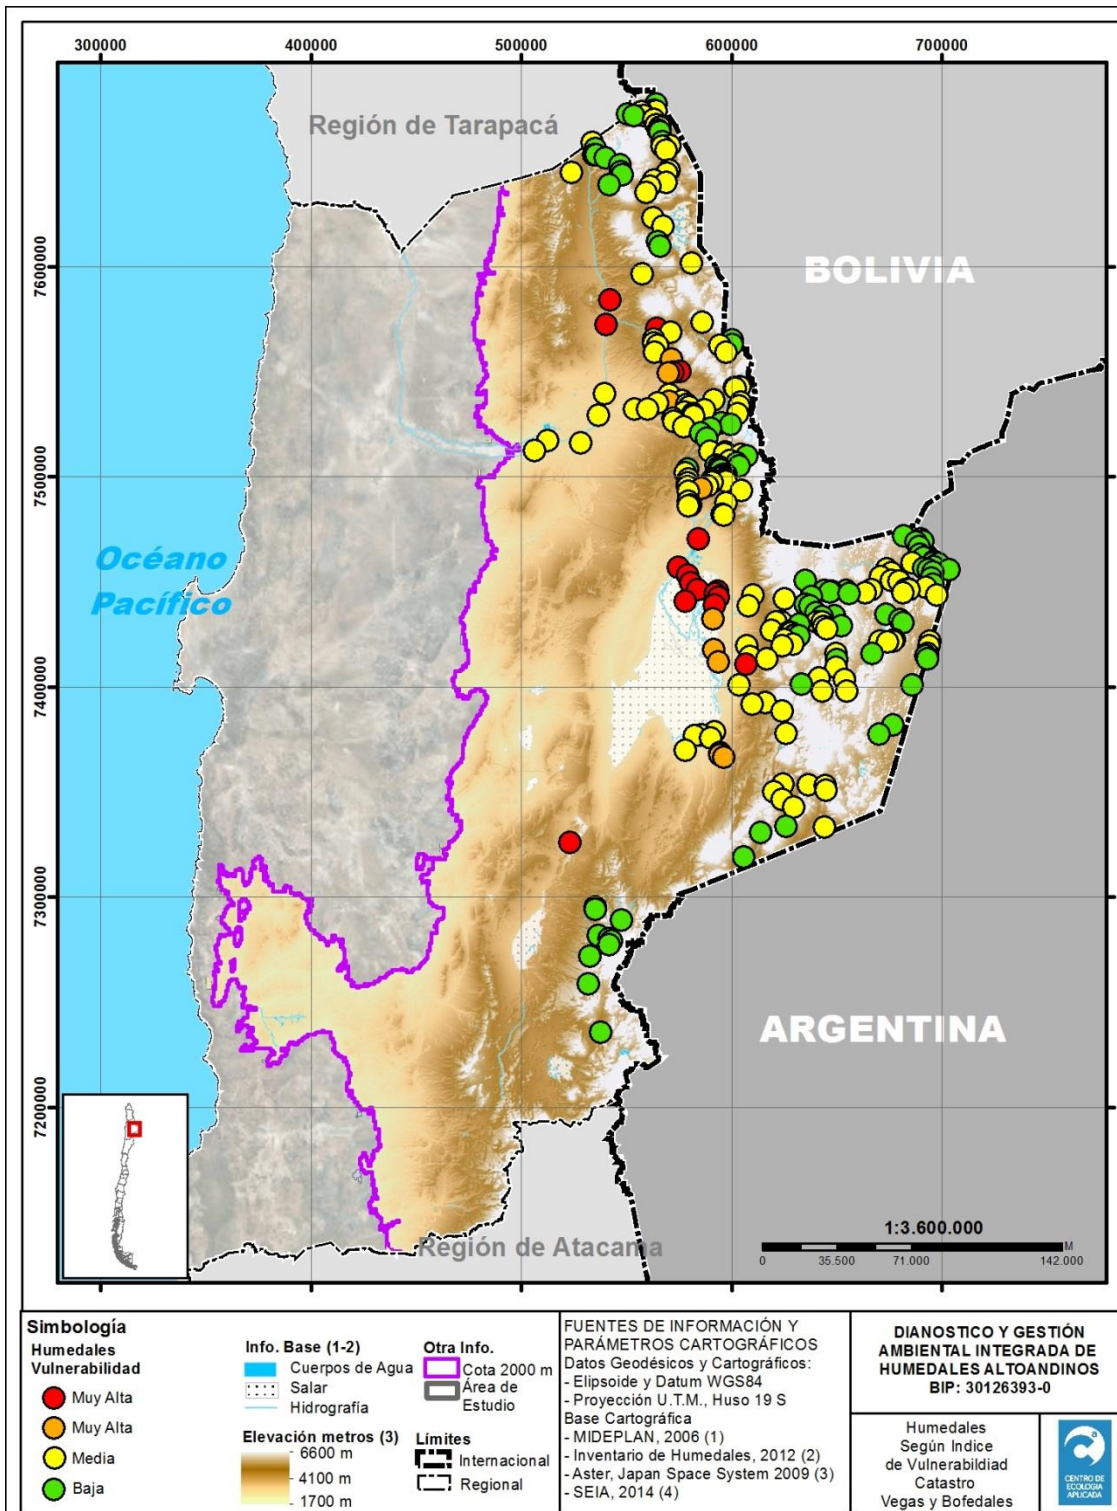 300000
400000
500000
600000
700000
Región de Tarapacá
7600000
BOLIVIA
7500000
Océano
Pacífico
7400000
7300000
ARGENTINA
7200000
1:3.600.000
M
0
35.500
71.000
142.000
Región de Atacama
Simbología
Humedales
Vulnerabilidad
Muy Alta
Muy Alta
Media
Baja
Info. Base (1-2)
Cuerpos de Agua
Salar
Hidrografía
Elevación metros (3)
6600 m
4100 m
1700 m
Otra Info.
Cota 2000 m
Área de
Estudio
Límites
Internacional
Regional
FUENTES DE INFORMACIÓN Y
PARÁMETROS CARTOGRÁFICOS
Datos Geodésicos y Cartográficos:
- Elipsoide y Datum WGS84
- Proyección U.T.M., Huso 19 S
Base Cartográfica
- MIDEPLAN, 2006 (1)
- Inventario de Humedales, 2012 (2)
- Aster, Japan Space System 2009 (3)
- SEIA, 2014 (4)
DIANOSTICO Y GESTIÓN
AMBIENTAL INTEGRADA DE
HUMEDALES ALTOANDINOS
BIP: 30126393-0
Humedales
Según Indice
de Vulnerabildiad
Catastro
Vegas y Bofedales
CENTRO DE
ECOLOGÍA
APLICADA